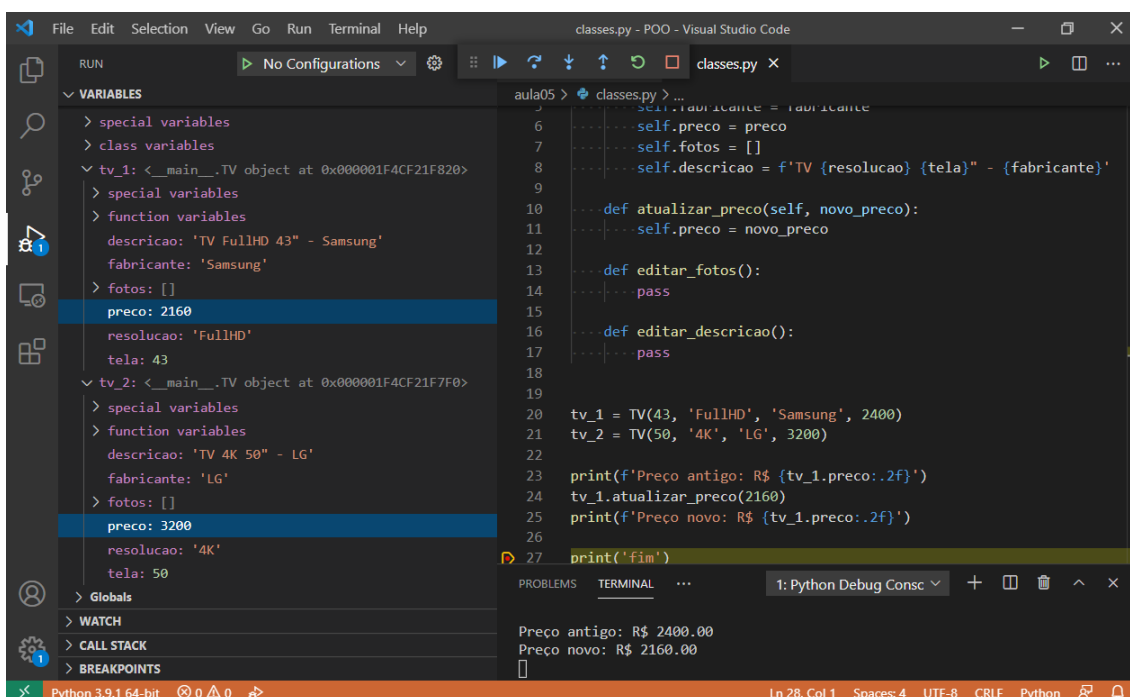 File Edit Selection View Go Run Terminal Help classes.py - POO - Visual Studio Code
RUN No Configurations
classes.py
VARIABLES
> special variables
> class variables
tv_1: <__main__.TV object at 0x000001F4CF21F820>
> special variables
> function variables
descricao: 'TV FullHD 43" - Samsung'
fabricante: 'Samsung'
> fotos: []
preco: 2160
resolucao: 'FullHD'
tela: 43
tv_2: <__main__.TV object at 0x000001F4CF21F7F0>
> special variables
> function variables
descricao: 'TV 4K 50" - LG'
fabricante: 'LG'
> fotos: []
preco: 3200
resolucao: '4K'
tela: 50
> Globals
> WATCH
> CALL STACK
> BREAKPOINTS
1
1
aula05 > classes.py > ...
5 self.fabricante = fabricante
6 self.preco = preco
7 self.fotos = []
8 self.descricao = f'TV {resolucao} {tela}" - {fabricante}'
9
10 def atualizar_preco(self, novo_preco):
11 self.preco = novo_preco
12
13 def editar_fotos():
14 pass
15
16 def editar_descricao():
17 pass
18
19
20 tv_1 = TV(43, 'FullHD', 'Samsung', 2400)
21 tv_2 = TV(50, '4K', 'LG', 3200)
22
23 print(f'Preço antigo: R$ {tv_1.preco:.2f}')
24 tv_1.atualizar_preco(2160)
25 print(f'Preço novo: R$ {tv_1.preco:.2f}')
26
27 print('fim')
PROBLEMS TERMINAL ... 1: Python Debug Consc
Preço antigo: R$ 2400.00
Preço novo: R$ 2160.00
Python 3.9.1 64-bit 0 0 Ln 28, Col 1 Spaces: 4 UTF-8 CRLF Python